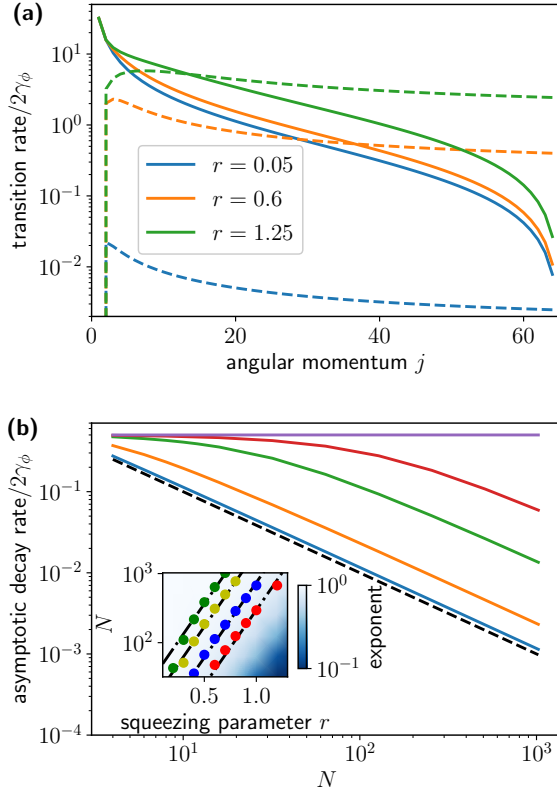 (a)
transition rate/2γ_ϕ
10^1
10^0
10^−1
10^−2
r = 0.05
r = 0.6
r = 1.25
0 20 40 60
angular momentum j
(b)
asymptotic decay rate/2γ_ϕ
10^−1
10^−2
10^−3
10^−4
10^3
10^2
N
0.5 1.0
squeezing parameter r
10^0
10^−1
exponent
10^1 10^2 10^3
N